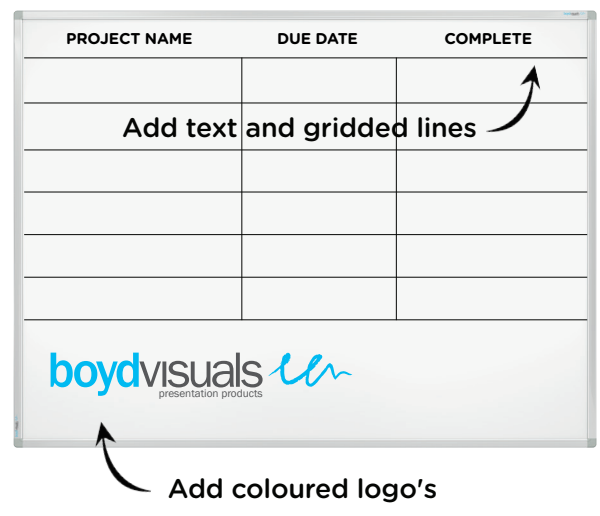 PROJECT NAME DUE DATE COMPLETE
Add text and gridded lines
boydvisuals
presentation products
Add coloured logo's